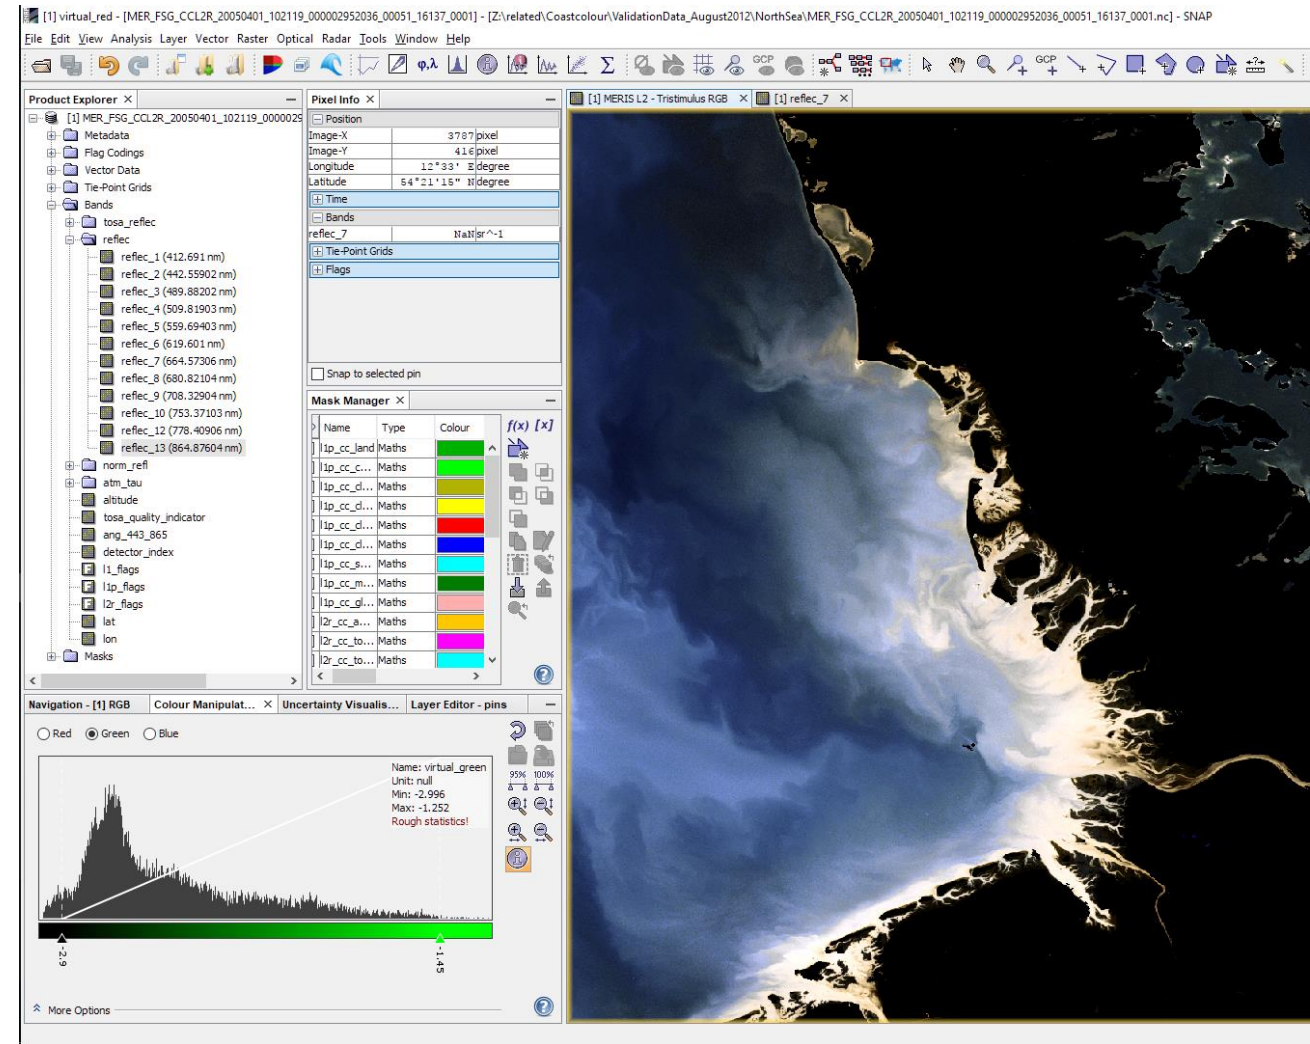 [1] virtual_red - [MER_FSG_CCL2R_20050401_102119_000002952036_00051_16137_0001] - [Z:\related\Coastcolour\ValidationData_August2012\NorthSea\MER_FSG_CCL2R_20050401_102119_000002952036_00051_16137_0001.nc] - SNAP
File Edit View Analysis Layer Vector Raster Optical Radar Tools Window Help
φ,λ Σ GCP GCP
Product Explorer ×
[1] MER_FSG_CCL2R_20050401_102119_0000029
Metadata
Flag Codings
Vector Data
Tie-Point Grids
Bands
tosa_reflec
reflec
reflec_1 (412.691 nm)
reflec_2 (442.55902 nm)
reflec_3 (489.88202 nm)
reflec_4 (509.81903 nm)
reflec_5 (559.69403 nm)
reflec_6 (619.601 nm)
reflec_7 (664.57306 nm)
reflec_8 (680.82104 nm)
reflec_9 (708.32904 nm)
reflec_10 (753.37103 nm)
reflec_12 (778.40906 nm)
reflec_13 (864.87604 nm)
norm_refl
atm_tau
altitude
tosa_quality_indicator
ang_443_865
detector_index
l1_flags
l1p_flags
l2r_flags
lat
lon
Masks
Pixel Info ×
Position
Image-X 3787 pixel
Image-Y 416 pixel
Longitude 12°33' E degree
Latitude 54°21'15" N degree
Time
Bands
reflec_7 NaN sr^-1
Tie-Point Grids
Flags
Snap to selected pin
Mask Manager ×
Name Type Colour f(x) [x]
l1p_cc_land Maths
l1p_cc_c... Maths
l1p_cc_cl... Maths
l1p_cc_cl... Maths
l1p_cc_cl... Maths
l1p_cc_cl... Maths
l1p_cc_s... Maths
l1p_cc_m... Maths
l1p_cc_gl... Maths
l2r_cc_a... Maths
l2r_cc_to... Maths
l2r_cc_to... Maths
[1] MERIS L2 - Tristimulus RGB × [1] reflec_7 ×
Navigation - [1] RGB Colour Manipulat... × Uncertainty Visualis... Layer Editor - pins
Red Green Blue
Name: virtual_green
Unit: null
Min: -2.996
Max: -1.252
Rough statistics!
95% 100%
-2.9 -1.45
More Options